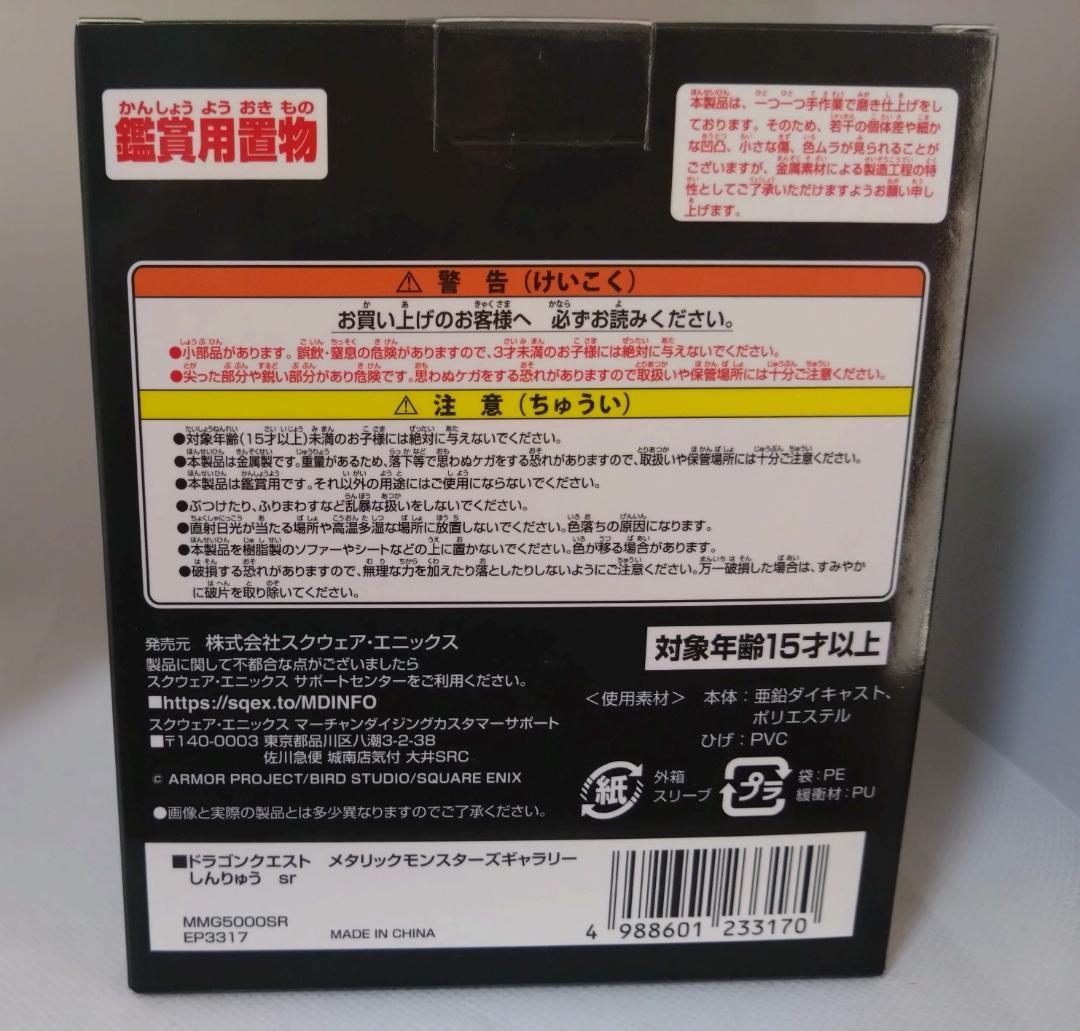 かんしょう よう おき もの
鑑賞用置物
本製品は、一つ一つ手作業で磨き仕上げをし
ております。そのため、若干の個体差や細か
な凹凸、小さな傷、色ムラが見られることが
ございますが、金属素材による製造工程の特
性としてご了承いただけますようお願い申し
上げます。
⚠ 警 告（けいこく）
お買い上げのお客様へ 必ずお読みください。
●小部品があります。誤飲・窒息の危険がありますので、3才未満のお子様には絶対に与えないでください。
●尖った部分や鋭い部分があり危険です。思わぬケガをする恐れがありますので取扱いや保管場所には十分ご注意ください。
⚠ 注 意（ちゅうい）
●対象年齢(15才以上)未満のお子様には絶対に与えないでください。
●本製品は金属製です。重量があるため、落下等で思わぬケガをする恐れがありますので、取扱いや保管場所には十分ご注意ください。
●本製品は鑑賞用です。それ以外の用途にはご使用にならないでください。
●ぶつけたり、ふりまわすなど乱暴な扱いをしないでください。
●直射日光が当たる場所や高温多湿な場所に放置しないでください。色落ちの原因になります。
●本製品を樹脂製のソファーやシートなどの上に置かないでください。色が移る場合があります。
●破損する恐れがありますので、無理な力を加えたり落としたりしないようにご注意ください。万一破損した場合は、すみやか
に破片を取り除いてください。
発売元 株式会社スクウェア・エニックス
製品に関して不都合な点がございましたら
スクウェア・エニックス サポートセンターをご利用ください。
■https://sqex.to/MDINFO
スクウェア・エニックス マーチャンダイジングカスタマーサポート
■〒140-0003 東京都品川区八潮3-2-38
佐川急便 城南店気付 大井SRC
© ARMOR PROJECT/BIRD STUDIO/SQUARE ENIX
●画像と実際の製品とは多少異なりますのでご了承ください。
対象年齢15才以上
＜使用素材＞ 本体：亜鉛ダイキャスト、
ポリエステル
ひげ：PVC
紙 外箱
スリーブ
プラ 袋：PE
緩衝材：PU
■ドラゴンクエスト メタリックモンスターズギャラリー
しんりゅう sr
MMG5000SR
EP3317
MADE IN CHINA
4 988601 233170